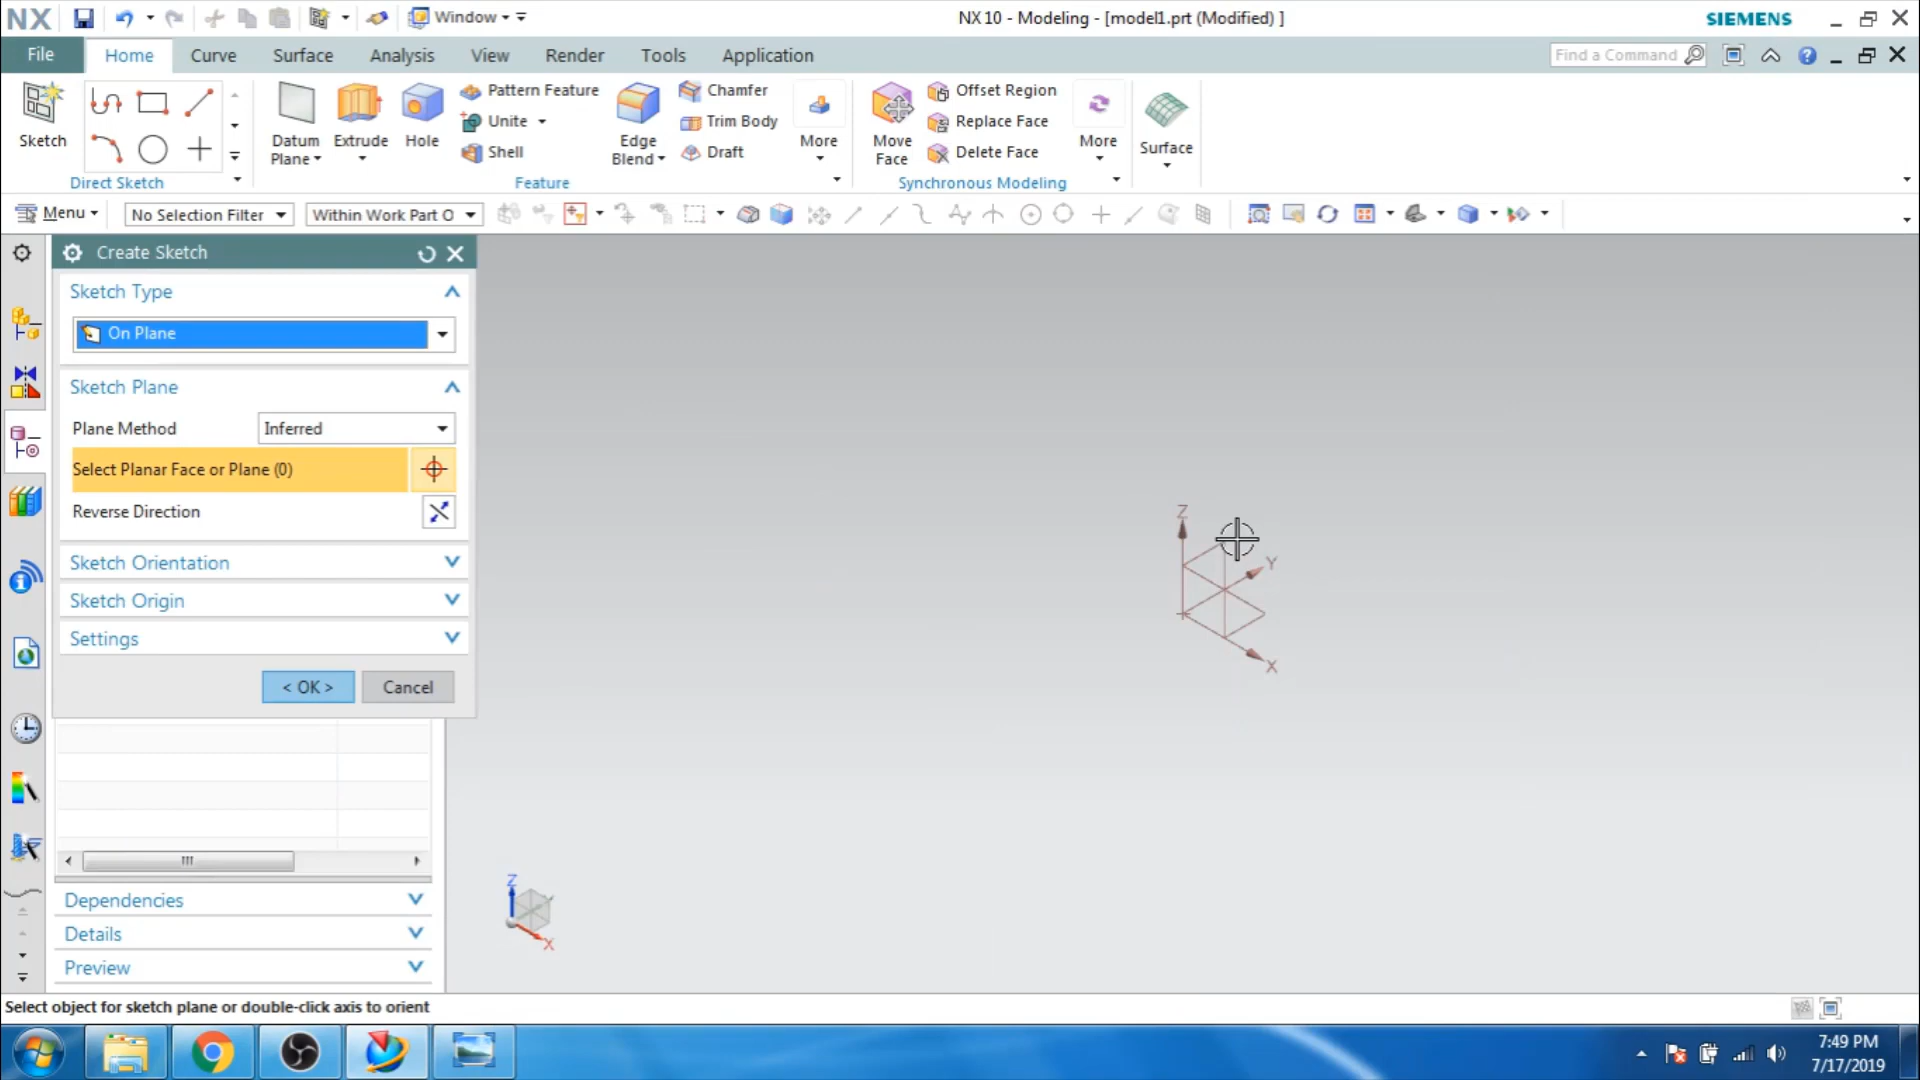 NX Window NX 10 - Modeling - [model1.prt (Modified) ] SIEMENS
File Home Curve Surface Analysis View Render Tools Application Find a Command
Sketch
Direct Sketch
Datum Plane
Extrude
Hole
Pattern Feature
Unite
Shell
Edge Blend
Chamfer
Trim Body
Draft
More
Feature
Move Face
Offset Region
Replace Face
Delete Face
More
Synchronous Modeling
Surface
Menu No Selection Filter Within Work Part O
Create Sketch
Sketch Type
On Plane
Sketch Plane
Plane Method Inferred
Select Planar Face or Plane (0)
Reverse Direction
Sketch Orientation
Sketch Origin
Settings
< OK > Cancel
Z
Y
X
Z
X
Dependencies
Details
Preview
Select object for sketch plane or double-click axis to orient
7:49 PM
7/17/2019